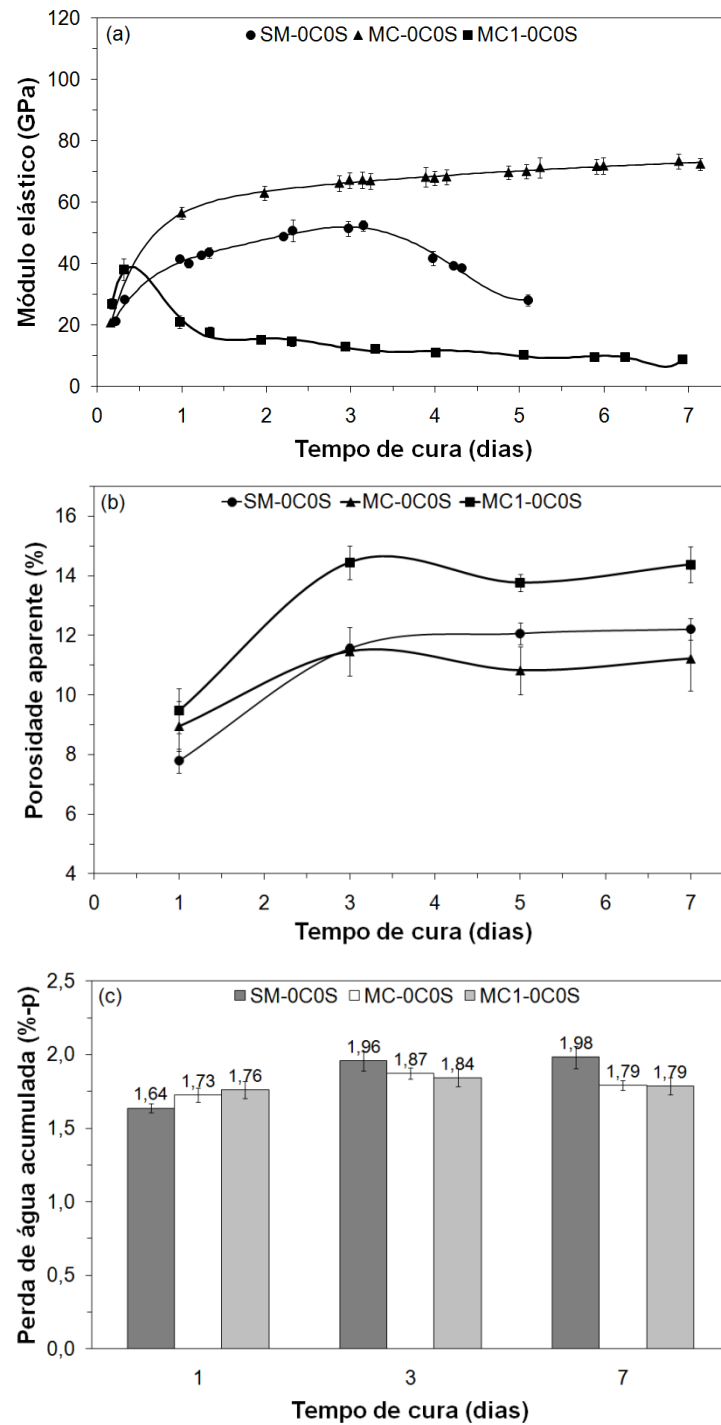 (a)
SM-0C0S MC-0C0S MC1-0C0S
120
100
80
60
40
20
0
Módulo elástico (GPa)
0 1 2 3 4 5 6 7
Tempo de cura (dias)
(b)
SM-0C0S MC-0C0S MC1-0C0S
16
14
12
10
8
6
4
Porosidade aparente (%)
0 1 2 3 4 5 6 7
Tempo de cura (dias)
(c)
SM-0C0S MC-0C0S MC1-0C0S
2,5
2,0
1,5
1,0
0,5
0,0
Perda de água acumulada (%-p)
1,64 1,73 1,76
1,96 1,87 1,84
1,98 1,79 1,79
1 3 7
Tempo de cura (dias)